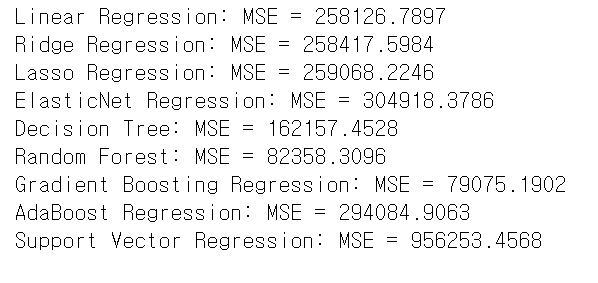 Linear Regression: MSE = 258126.7897
Ridge Regression: MSE = 258417.5984
Lasso Regression: MSE = 259068.2246
ElasticNet Regression: MSE = 304918.3786
Decision Tree: MSE = 162157.4528
Random Forest: MSE = 82358.3096
Gradient Boosting Regression: MSE = 79075.1902
AdaBoost Regression: MSE = 294084.9063
Support Vector Regression: MSE = 956253.4568